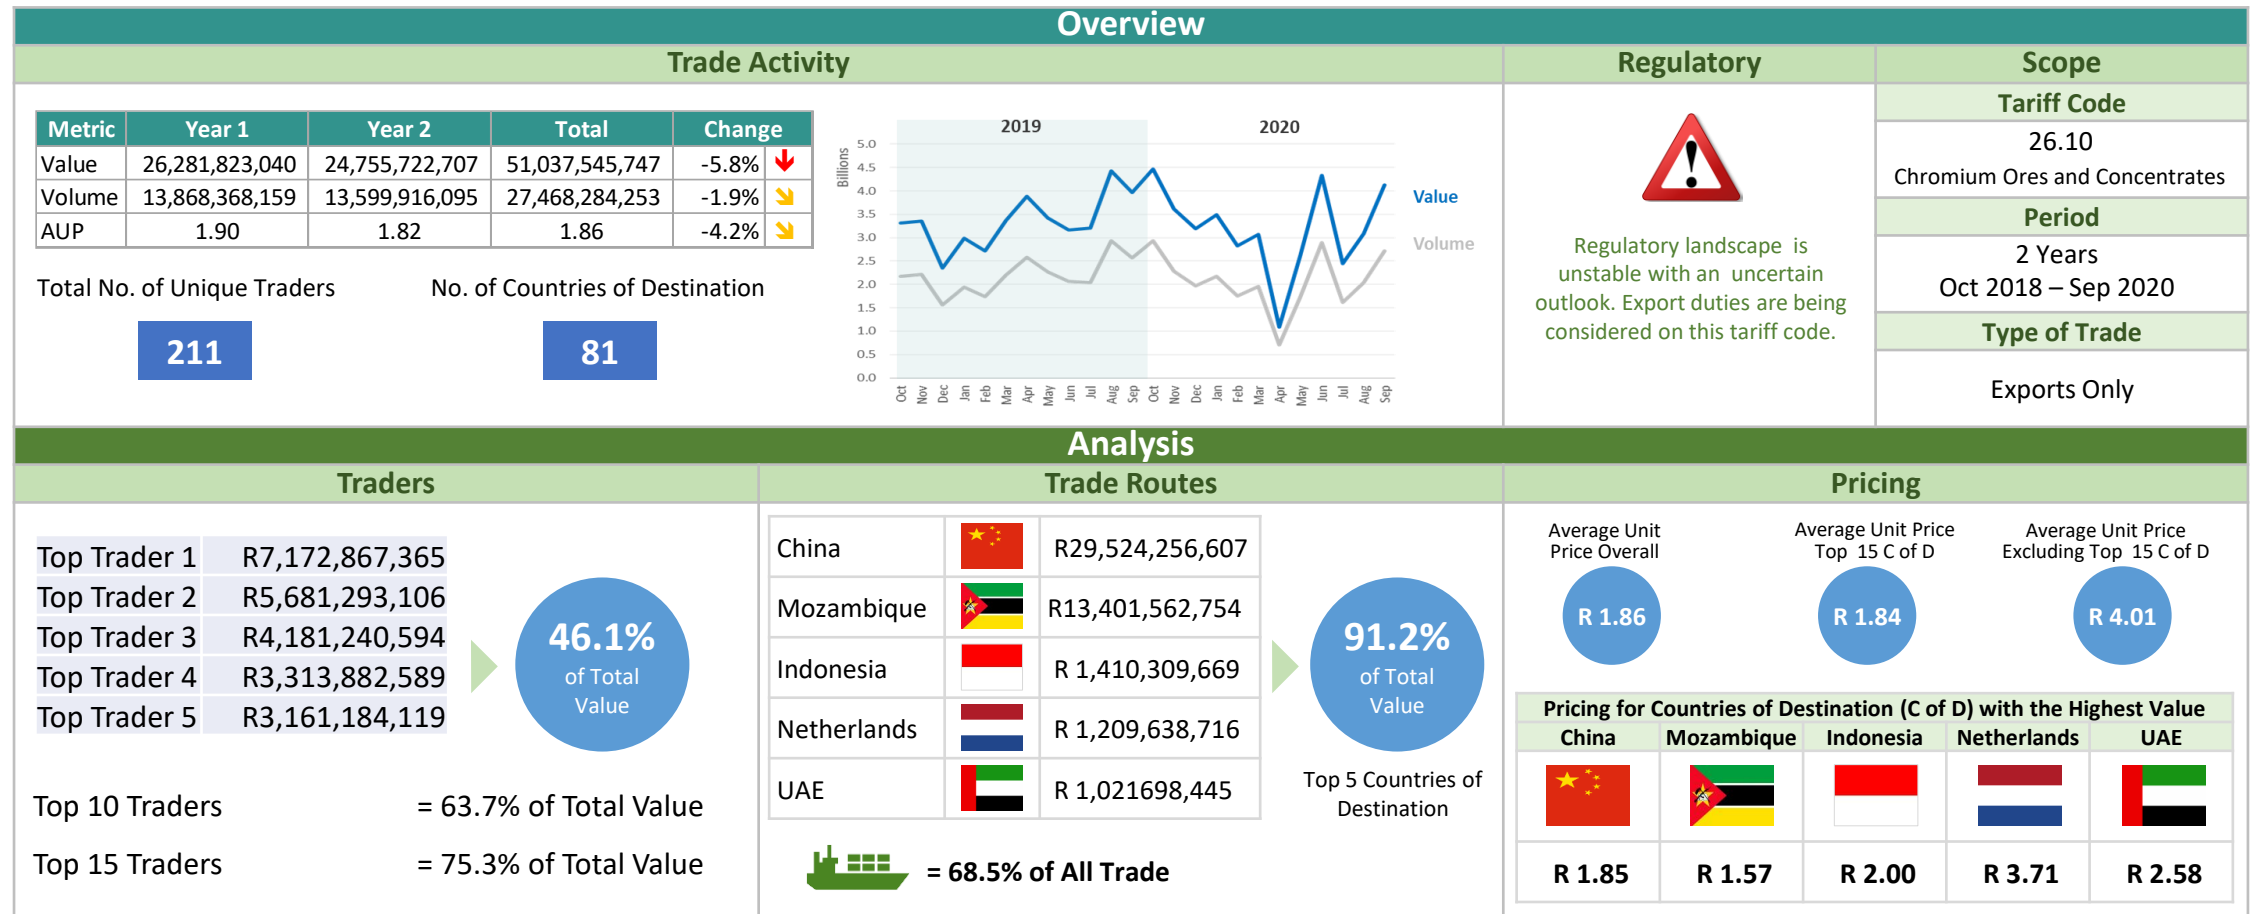 Overview
Trade Activity
Metric Year 1 Year 2 Total Change
Value 26,281,823,040 24,755,722,707 51,037,545,747 -5.8%
Volume 13,868,368,159 13,599,916,095 27,468,284,253 -1.9%
AUP 1.90 1.82 1.86 -4.2%
Total No. of Unique Traders
211
No. of Countries of Destination
81
2019 2020
Billions
5.0
4.5
4.0
3.5
3.0
2.5
2.0
1.5
1.0
0.5
0.0
Oct Nov Dec Jan Feb Mar Apr May Jun Jul Aug Sep Oct Nov Dec Jan Feb Mar Apr May Jun Jul Aug Sep
Value
Volume
Regulatory
Regulatory landscape is
unstable with an uncertain
outlook. Export duties are being
considered on this tariff code.
Scope
Tariff Code
26.10
Chromium Ores and Concentrates
Period
2 Years
Oct 2018 – Sep 2020
Type of Trade
Exports Only
Analysis
Traders
Top Trader 1 R7,172,867,365
Top Trader 2 R5,681,293,106
Top Trader 3 R4,181,240,594
Top Trader 4 R3,313,882,589
Top Trader 5 R3,161,184,119
46.1%
of Total
Value
Top 10 Traders = 63.7% of Total Value
Top 15 Traders = 75.3% of Total Value
Trade Routes
China R29,524,256,607
Mozambique R13,401,562,754
Indonesia R 1,410,309,669
Netherlands R 1,209,638,716
UAE R 1,021698,445
91.2%
of Total
Value
Top 5 Countries of
Destination
= 68.5% of All Trade
Pricing
Average Unit
Price Overall
R 1.86
Average Unit Price
Top 15 C of D
R 1.84
Average Unit Price
Excluding Top 15 C of D
R 4.01
Pricing for Countries of Destination (C of D) with the Highest Value
China Mozambique Indonesia Netherlands UAE
R 1.85 R 1.57 R 2.00 R 3.71 R 2.58